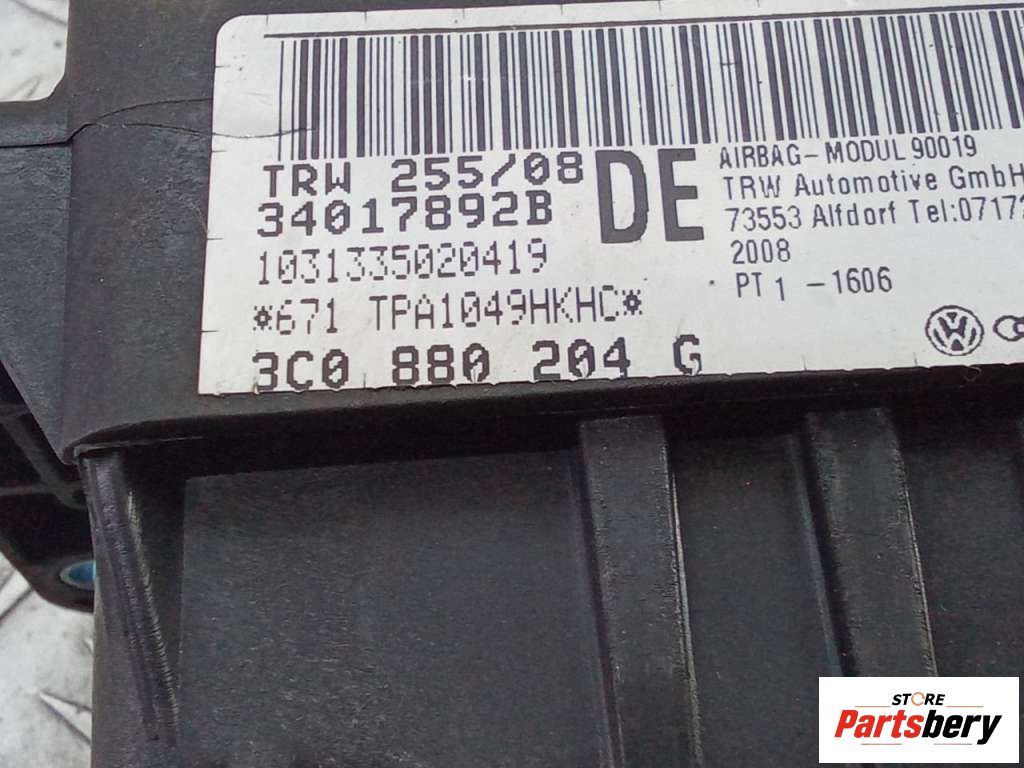 TRW 255/08
34017892B
1031335020419
*671 TPA1049HKHC*
3C0 880 204 G
DE
AIRBAG-MODUL 90019
TRW Automotive GmbH
73553 Alfdorf Tel:07172
2008
PT 1 -1606
STORE
Partsbery